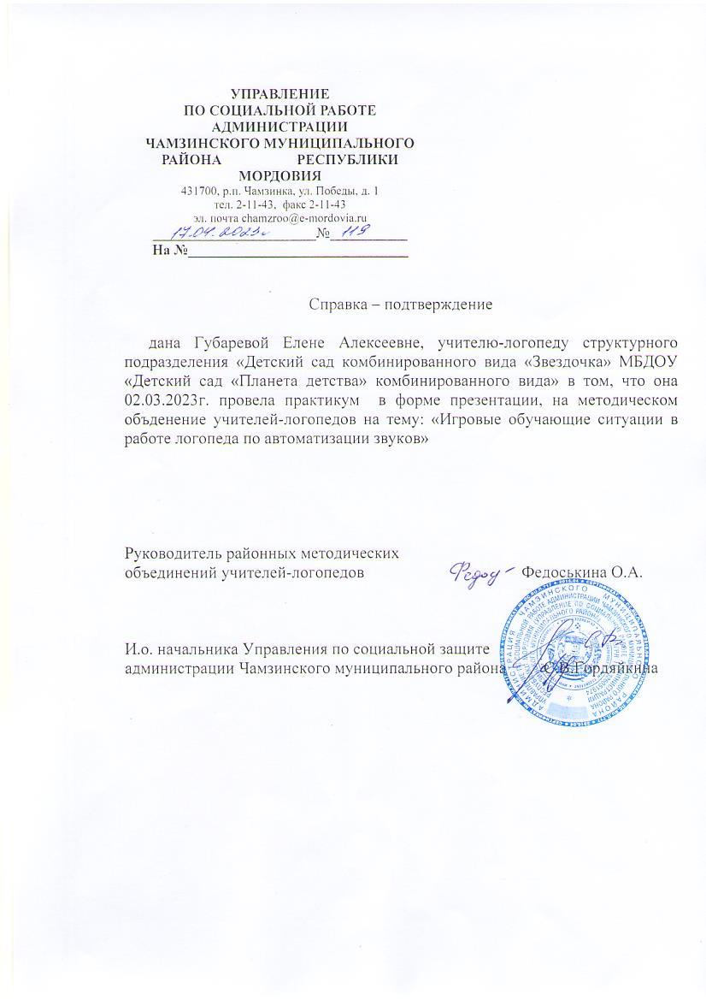 УПРАВЛЕНИЕ
ПО СОЦИАЛЬНОЙ РАБОТЕ
АДМИНИСТРАЦИИ
ЧАМЗИНСКОГО МУНИЦИПАЛЬНОГО
РАЙОНА РЕСПУБЛИКИ
МОРДОВИЯ
431700, р.п. Чамзинка, ул. Победы, д. 1
тел. 2-11-43, факс 2-11-43
эл. почта chamzroo@e-mordovia.ru
17.04.2023г № 119
На №
Справка – подтверждение
дана Губаревой Елене Алексеевне, учителю-логопеду структурного
подразделения «Детский сад комбинированного вида «Звездочка» МБДОУ
«Детский сад «Планета детства» комбинированного вида» в том, что она
02.03.2023г. провела практикум в форме презентации, на методическом
объденение учителей-логопедов на тему: «Игровые обучающие ситуации в
работе логопеда по автоматизации звуков»
Руководитель районных методических
объединений учителей-логопедов Федоськина О.А.
И.о. начальника Управления по социальной защите
администрации Чамзинского муниципального района С.В.Гордяйкина
АДМИНИСТРАЦИЯ ЧАМЗИНСКОГО МУНИЦИПАЛЬНОГО РАЙОНА